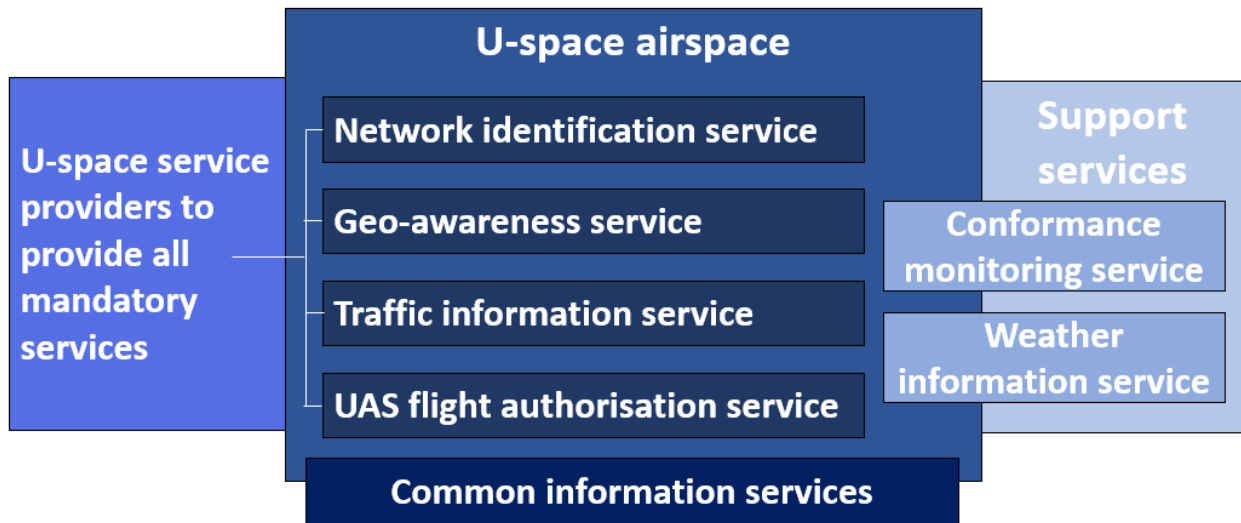 U-space airspace
U-space service
providers to
provide all
mandatory
services
Network identification service
Geo-awareness service
Traffic information service
UAS flight authorisation service
Support
services
Conformance
monitoring service
Weather
information service
Common information services